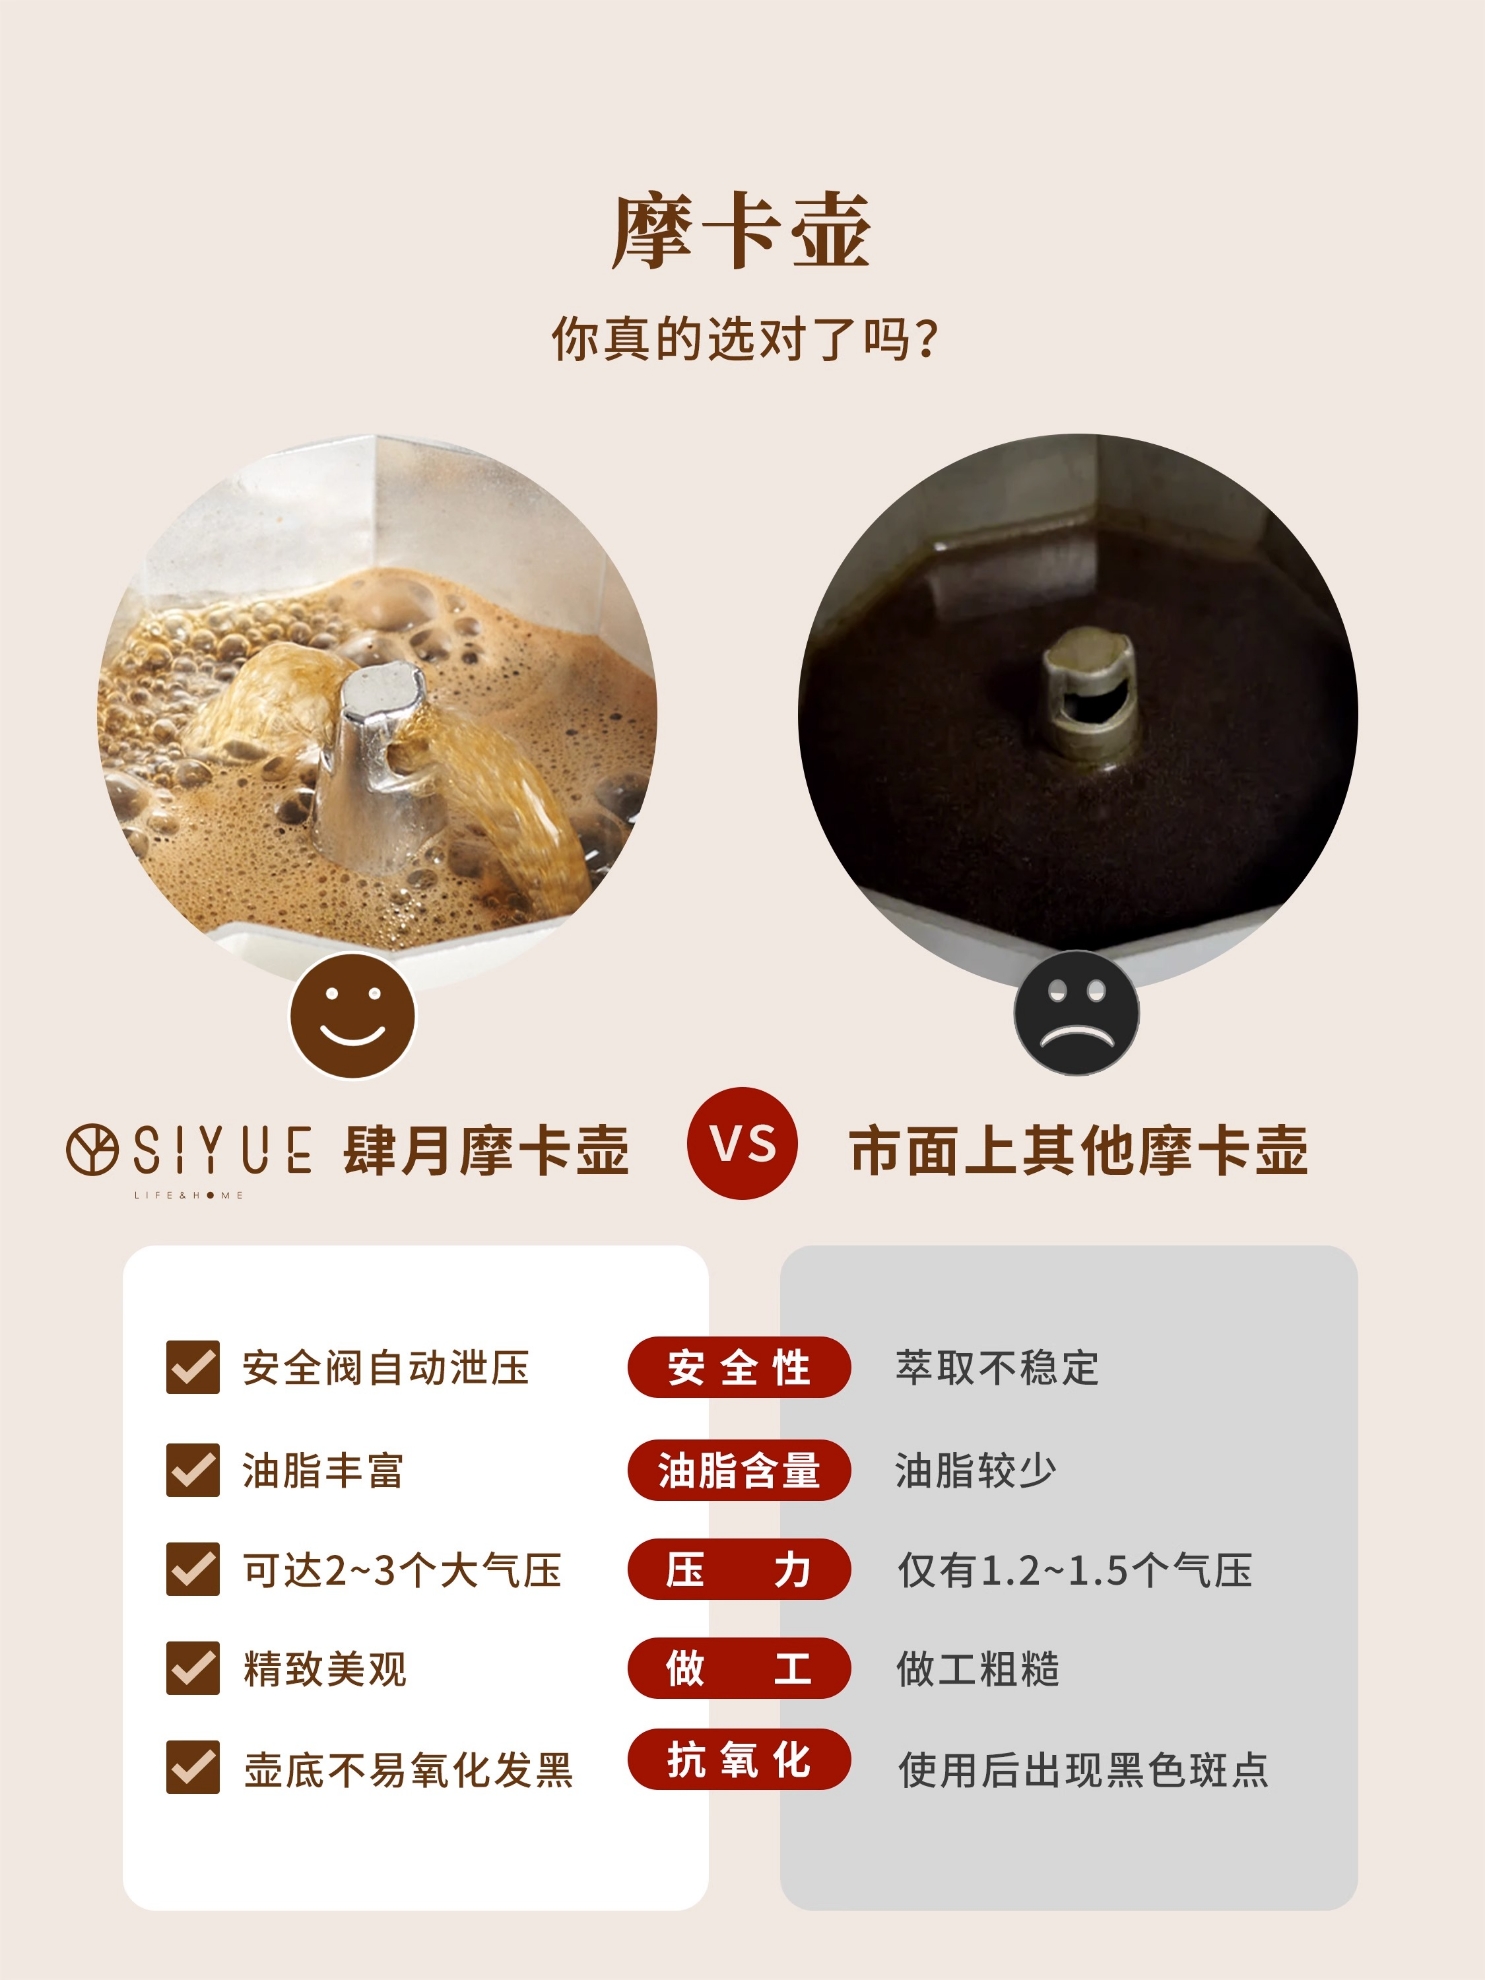 摩卡壶
你真的选对了吗？
SIYUE 肆月摩卡壶 VS 市面上其他摩卡壶
LIFE&HOME
安全阀自动泄压 安全性 萃取不稳定
油脂丰富 油脂含量 油脂较少
可达2~3个大气压 压力 仅有1.2~1.5个气压
精致美观 做工 做工粗糙
壶底不易氧化发黑 抗氧化 使用后出现黑色斑点